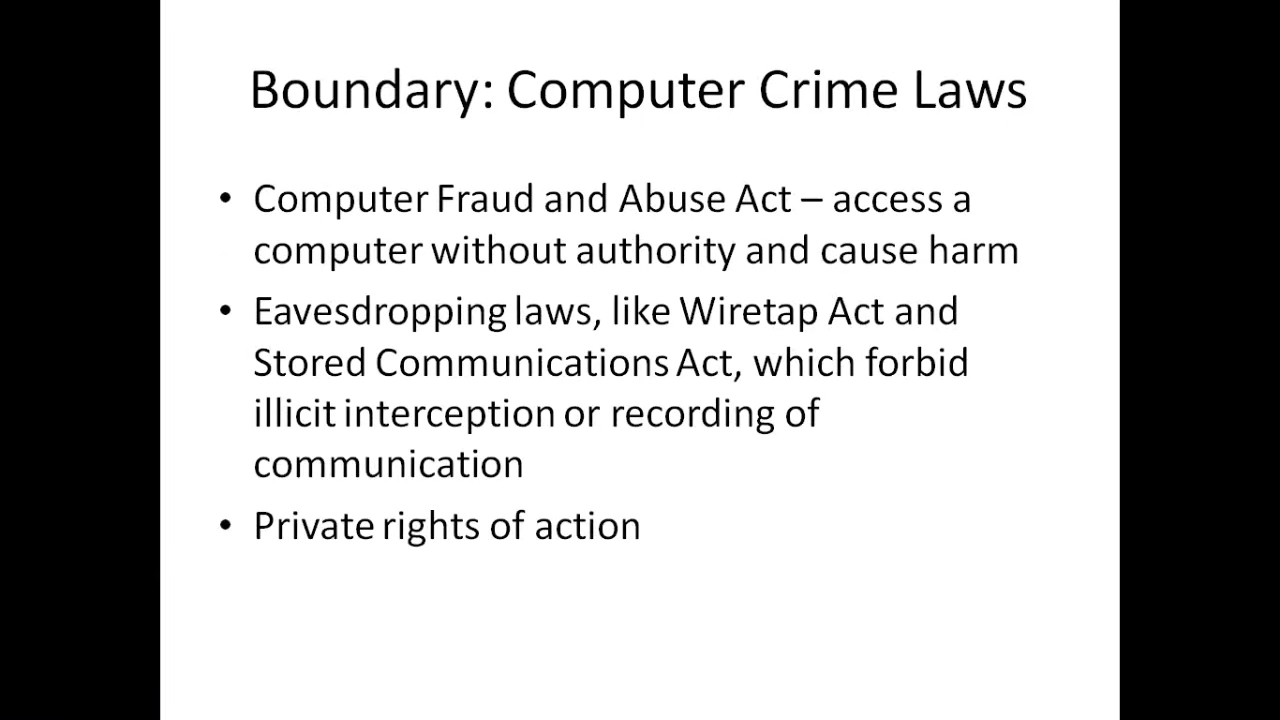 Boundary: Computer Crime Laws
• Computer Fraud and Abuse Act – access a
computer without authority and cause harm
• Eavesdropping laws, like Wiretap Act and
Stored Communications Act, which forbid
illicit interception or recording of
communication
• Private rights of action